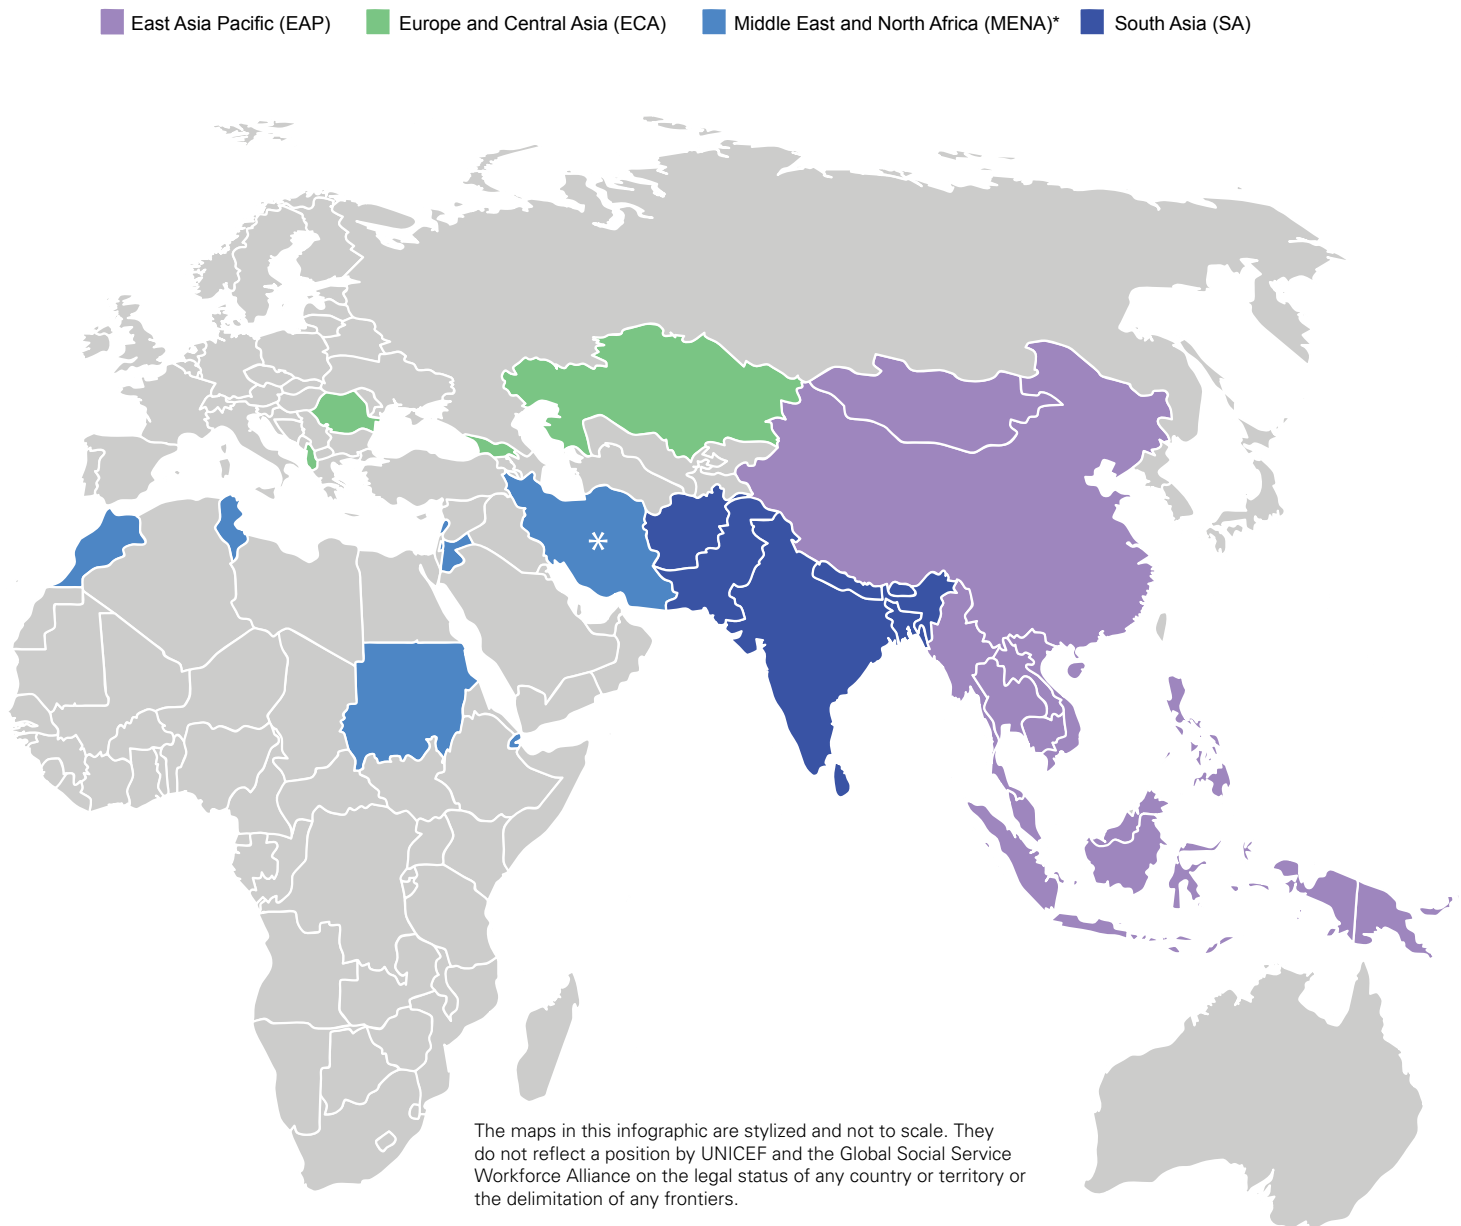 East Asia Pacific (EAP) Europe and Central Asia (ECA) Middle East and North Africa (MENA)* South Asia (SA)
*
The maps in this infographic are stylized and not to scale. They
do not reflect a position by UNICEF and the Global Social Service
Workforce Alliance on the legal status of any country or territory or
the delimitation of any frontiers.